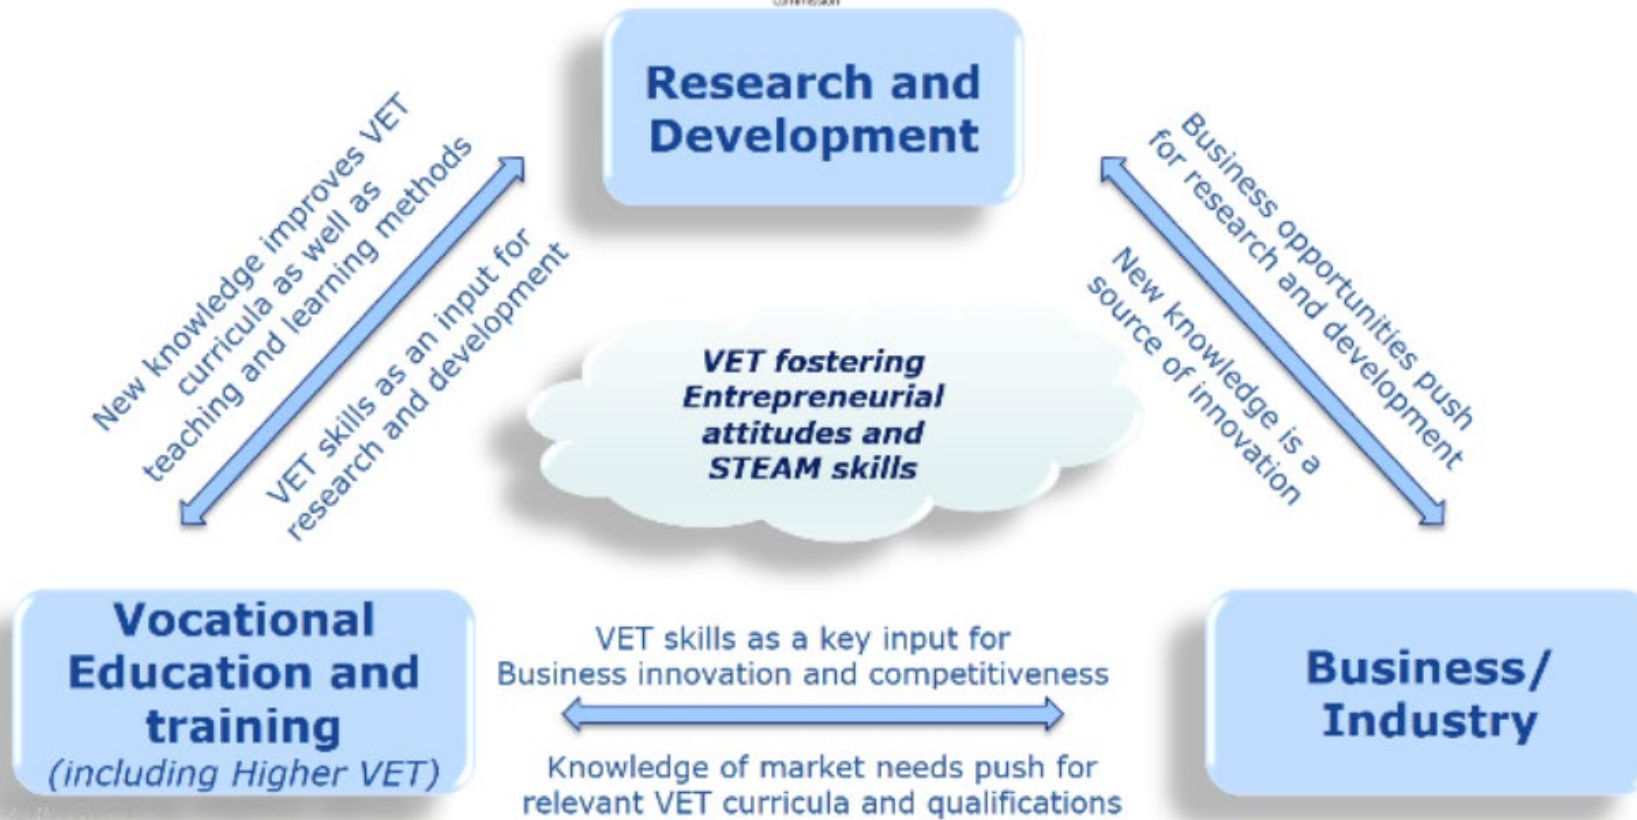 Commission
Research and
Development
New knowledge improves VET
curricula as well as
teaching and learning methods
VET skills as an input for
research and development
Business opportunities push
for research and development
New knowledge is a
source of innovation
VET fostering
Entrepreneurial
attitudes and
STEAM skills
Vocational
Education and
training
(including Higher VET)
VET skills as a key input for
Business innovation and competitiveness
Knowledge of market needs push for
relevant VET curricula and qualifications
Business/
Industry